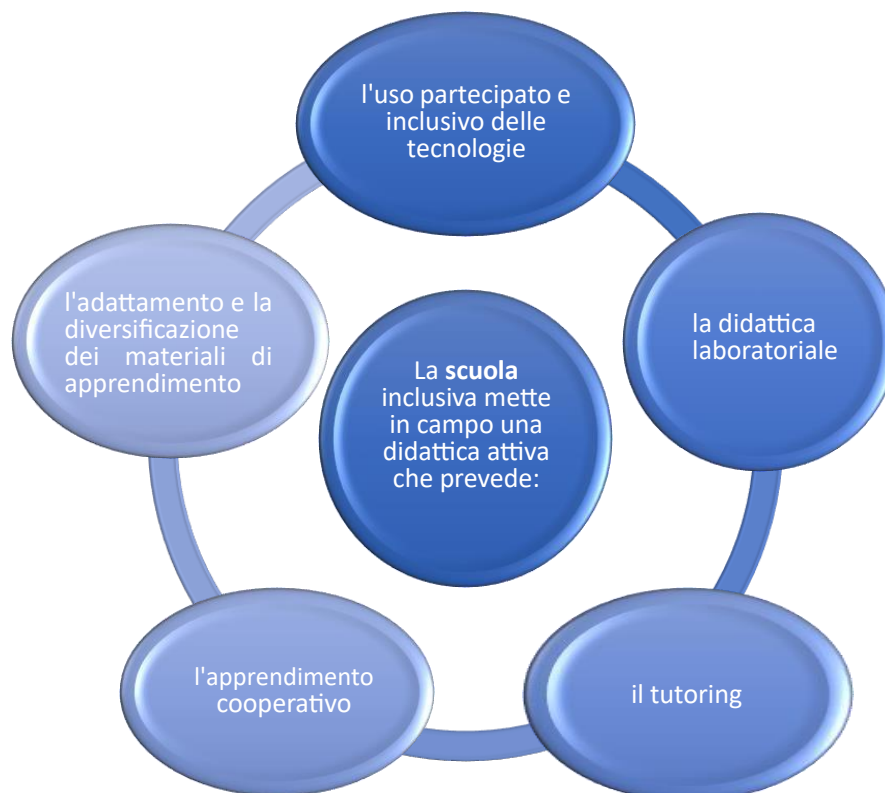 l'uso partecipato e
inclusivo delle
tecnologie
la didattica
laboratoriale
il tutoring
l'apprendimento
cooperativo
l'adattamento e la
diversificazione
dei materiali di
apprendimento
La scuola
inclusiva mette
in campo una
didattica attiva
che prevede: